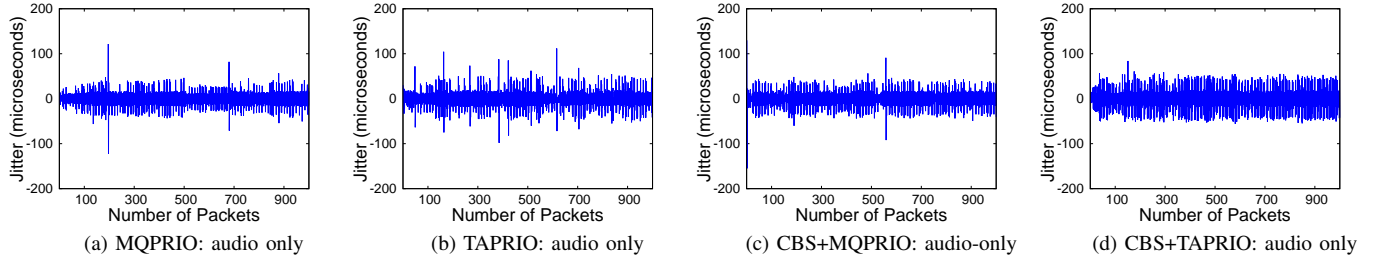 200
100
0
-100
-200
Jitter (microseconds)
100 300 500 700 900
Number of Packets
(a) MQPRIO: audio only
200
100
0
-100
-200
Jitter (microseconds)
100 300 500 700 900
Number of Packets
(b) TAPRIO: audio only
200
100
0
-100
-200
Jitter (microseconds)
100 300 500 700 900
Number of Packets
(c) CBS+MQPRIO: audio-only
200
100
0
-100
-200
Jitter (microseconds)
100 300 500 700 900
Number of Packets
(d) CBS+TAPRIO: audio only